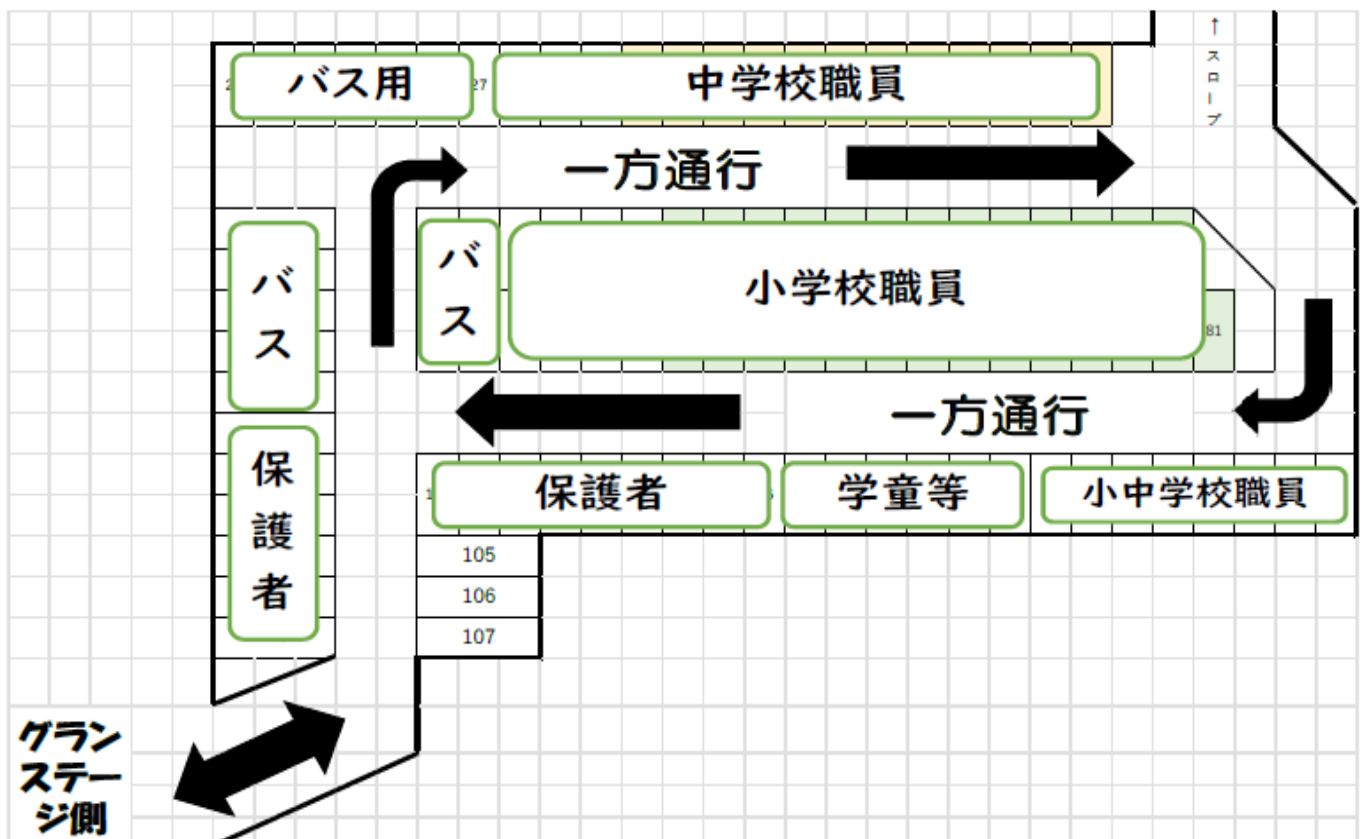 ↑スロープ
バス用
27
中学校職員
一方通行
バス
バス
小学校職員
81
一方通行
保護者
保護者
学童等
小中学校職員
105
106
107
グラン
ステー
ジ側